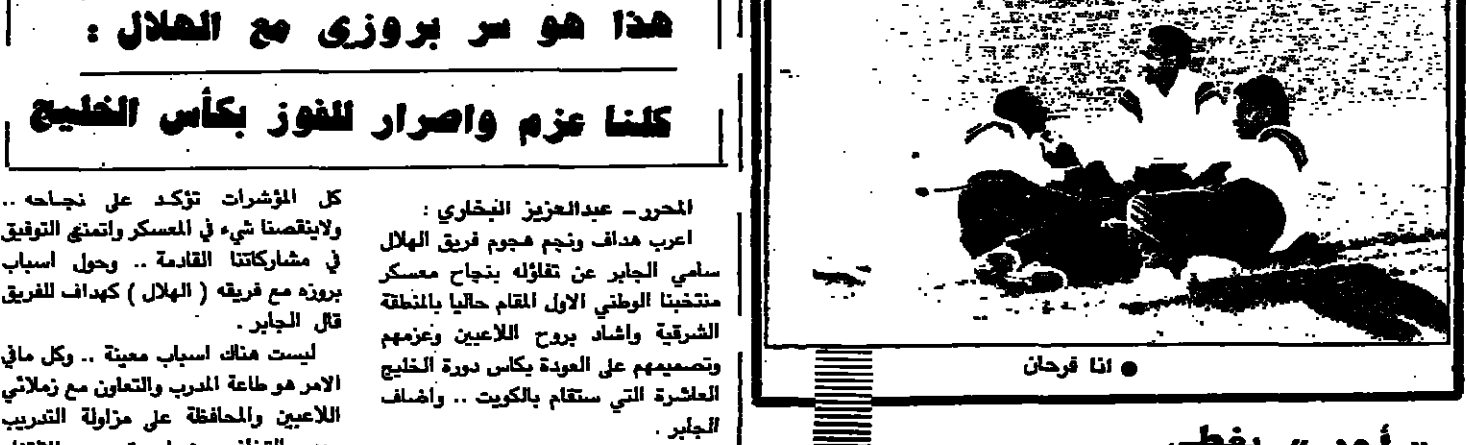 هذا هو سر بروزى مع الهلال :
كلنا عزم واصرار للفوز بكأس الخليج
المحرر ـ عبدالعزيز البخاري :
اعرب هداف ونجم هجوم فريق الهلال
سامي الجابر عن تفاؤله بنجاح معسكر
منتخبنا الوطني الاول المقام حاليا بالمنطقة
الشرقية واشاد بروح اللاعبين وعزمهم
وتصميمهم على العودة بكاس دورة الخليج
العاشرة التي ستقام بالكويت .. واضاف
الجابر .
كل المؤشرات تؤكد على نجاحه ..
ولاينقصنا شيء في المعسكر واتمنى التوفيق
في مشاركاتنا القادمة .. وحول اسباب
بروزه مع فريقه ( الهلال ) كهداف للفريق
قال الجابر .
ليست هناك اسباب معينة .. وكل مافي
الامر هو طاعة المدرب والتعاون مع زملائي
اللاعبين والمحافظة على مزاولة التدريب
● انا فرحان